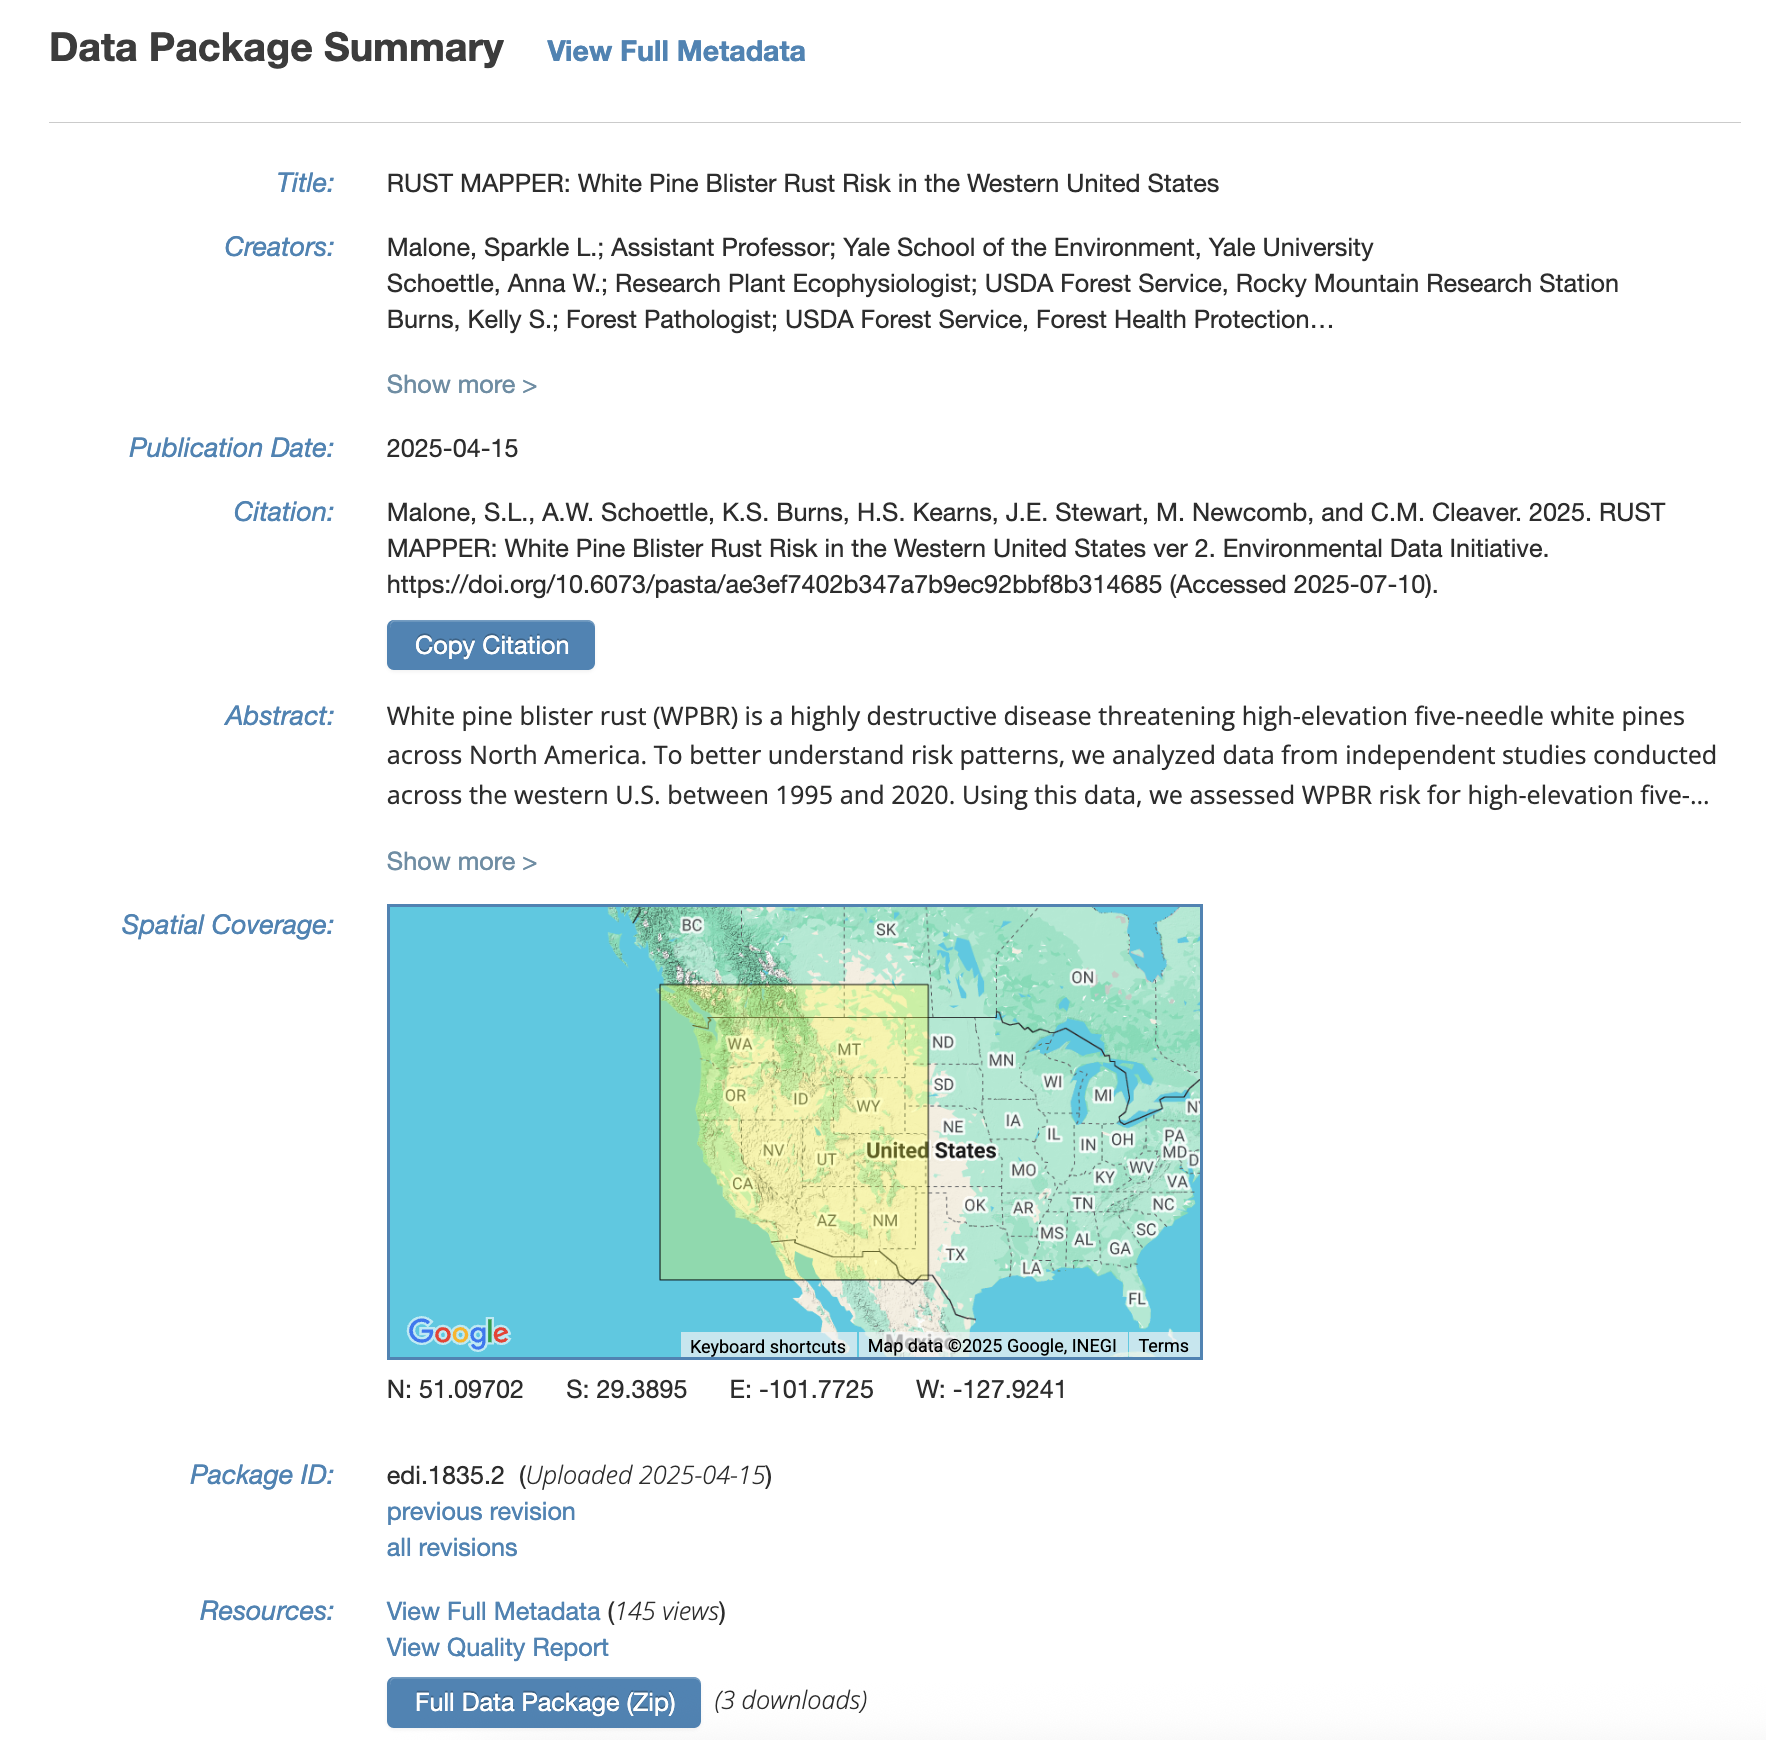 Data Package Summary View Full Metadata
Title: RUST MAPPER: White Pine Blister Rust Risk in the Western United States
Creators: Malone, Sparkle L.; Assistant Professor; Yale School of the Environment, Yale University
Schoettle, Anna W.; Research Plant Ecophysiologist; USDA Forest Service, Rocky Mountain Research Station
Burns, Kelly S.; Forest Pathologist; USDA Forest Service, Forest Health Protection…
Show more >
Publication Date: 2025-04-15
Citation: Malone, S.L., A.W. Schoettle, K.S. Burns, H.S. Kearns, J.E. Stewart, M. Newcomb, and C.M. Cleaver. 2025. RUST
MAPPER: White Pine Blister Rust Risk in the Western United States ver 2. Environmental Data Initiative.
https://doi.org/10.6073/pasta/ae3ef7402b347a7b9ec92bbf8b314685 (Accessed 2025-07-10).
Copy Citation
Abstract: White pine blister rust (WPBR) is a highly destructive disease threatening high-elevation five-needle white pines
across North America. To better understand risk patterns, we analyzed data from independent studies conducted
across the western U.S. between 1995 and 2020. Using this data, we assessed WPBR risk for high-elevation five-...
Show more >
Spatial Coverage:
BC SK
ON
WA MT ND
MN
SD WI
OR ID WY MI
N
NE IA
IL IN OH PA
NV UT United States MD D
MO KY WV
CA VA
OK AR TN NC
AZ NM MS AL SC
TX GA
LA
FL
Mexico
Google Keyboard shortcuts Map data ©2025 Google, INEGI Terms
N: 51.09702 S: 29.3895 E: -101.7725 W: -127.9241
Package ID: edi.1835.2 (Uploaded 2025-04-15)
previous revision
all revisions
Resources: View Full Metadata (145 views)
View Quality Report
Full Data Package (Zip) (3 downloads)